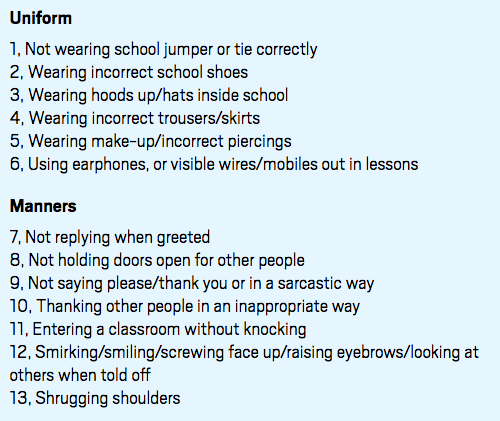 Uniform
1, Not wearing school jumper or tie correctly
2, Wearing incorrect school shoes
3, Wearing hoods up/hats inside school
4, Wearing incorrect trousers/skirts
5, Wearing make-up/incorrect piercings
6, Using earphones, or visible wires/mobiles out in lessons
Manners
7, Not replying when greeted
8, Not holding doors open for other people
9, Not saying please/thank you or in a sarcastic way
10, Thanking other people in an inappropriate way
11, Entering a classroom without knocking
12, Smirking/smiling/screwing face up/raising eyebrows/looking at
others when told off
13, Shrugging shoulders